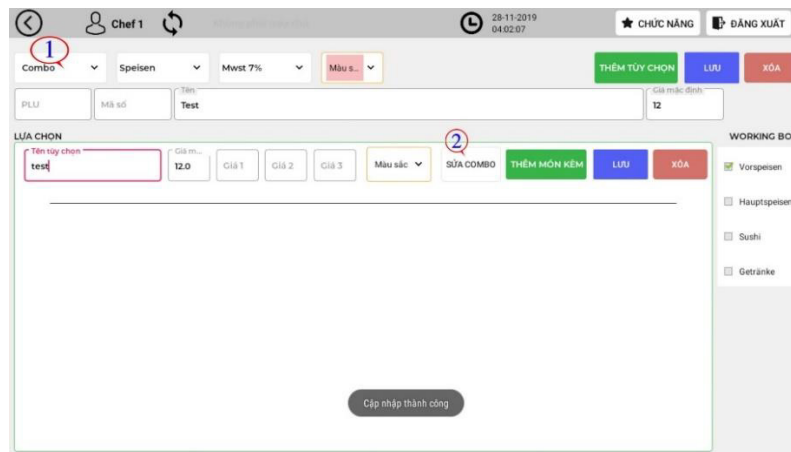 Chef 1
28-11-2019
04:02:07
CHỨC NĂNG
ĐĂNG XUẤT
1
Combo
Speisen
Mwst 7%
Màu s...
THÊM TÙY CHỌN
LƯU
XÓA
PLU
Mã số
Tên
Test
Giá mặc định
12
LỰA CHỌN
2
WORKING BO
Tên tùy chọn
test
Giá m...
12.0
Giá 1
Giá 2
Giá 3
Màu sắc
SỬA COMBO
THÊM MÓN KÈM
LƯU
XÓA
Vorspeisen
Hauptspeisen
Sushi
Getränke
Cập nhập thành công